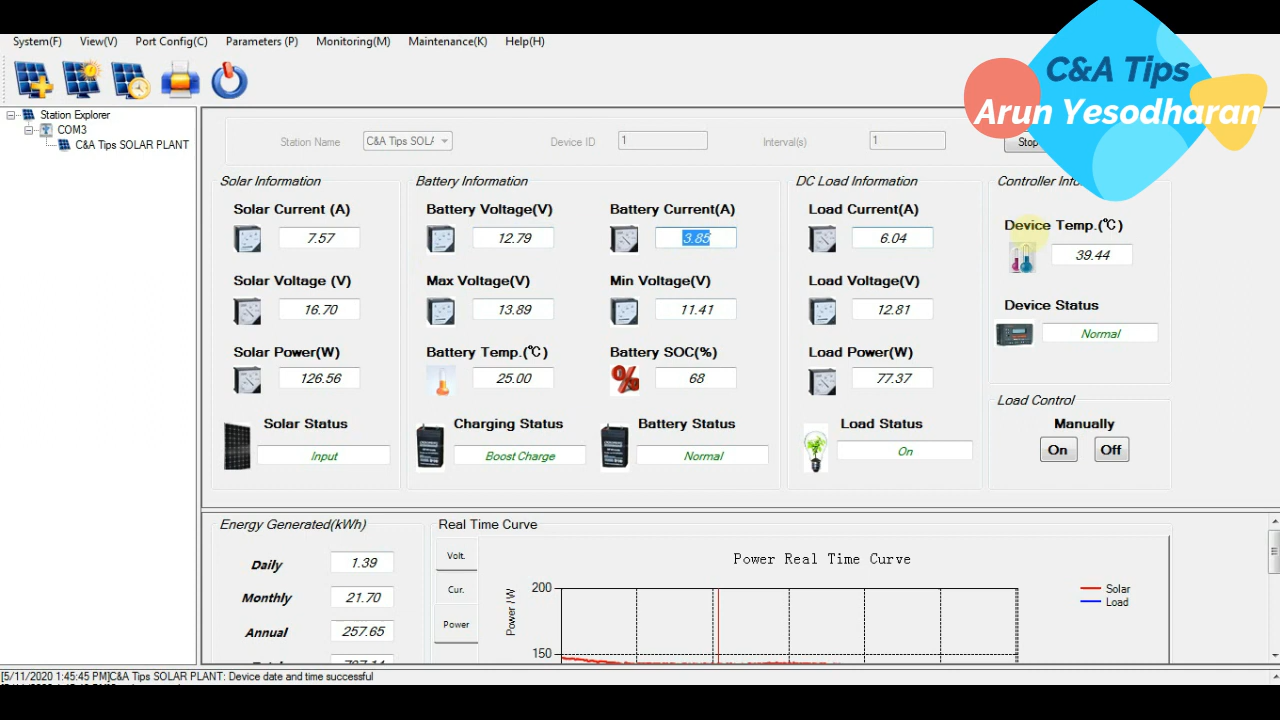 System(F) View(V) Port Config(C) Parameters (P) Monitoring(M) Maintenance(K) Help(H)
C&A Tips
Arun Yesodharan
Station Explorer
COM3
C&A Tips SOLAR PLANT
Station Name C&A Tips SOL Device ID 1 Interval(s) 1 Stop
Solar Information Battery Information DC Load Information Controller
Solar Current (A) Battery Voltage(V) Battery Current(A) Load Current(A) Device Temp.(℃)
7.57 12.79 3.85 6.04 39.44
Solar Voltage (V) Max Voltage(V) Min Voltage(V) Load Voltage(V) Device Status
16.70 13.89 11.41 12.81 Normal
Solar Power(W) Battery Temp.(℃) Battery SOC(%) Load Power(W)
126.56 25.00 68 77.37
% Load Control
Solar Status Charging Status Battery Status Load Status Manually
Input Boost Charge Normal On On Off
Energy Generated(kWh) Real Time Curve
Daily 1.39
Monthly 21.70
Annual 257.65
Volt.
Cur.
Power
Power Real Time Curve
Power /W
200
150
Solar
Load
[5/11/2020 1:45:45 PM]C&A Tips SOLAR PLANT: Device date and time successful